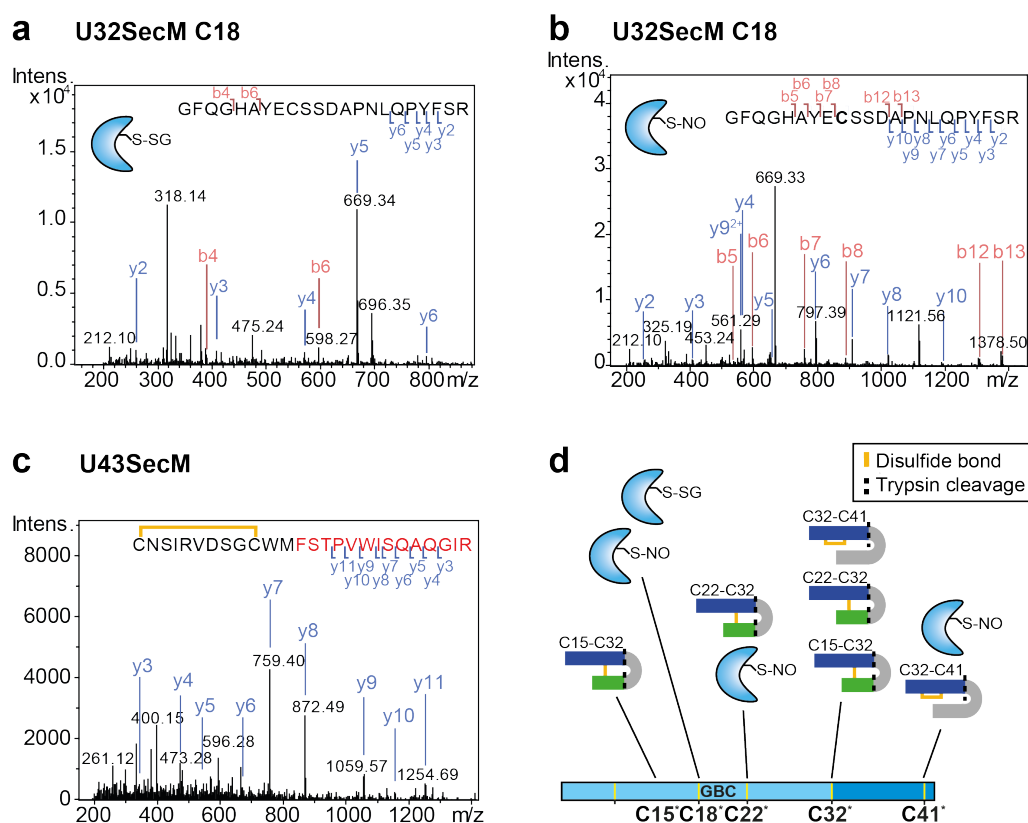 a U32SecM C18
Intens.
x10⁴
1.5
1.0
0.5
0.0
200 300 400 500 600 700 800 m/z
b4 b6
GFQGHAYECSSDAPNLQPYFSR
y6 y4 y2
y5 y3
S-SG
y5
318.14
669.34
y2
b4
y3
b6
y4
696.35
y6
212.10
475.24
598.27
b U32SecM C18
Intens.
x10⁴
4
3
2
1
0
200 400 600 800 1000 1200 m/z
b6 b8
b5 b7 b12 b13
GFQGHAYECSSDAPNLQPYFSR
y10 y8 y6 y4 y2
y9 y7 y5 y3
S-NO
669.33
y4
y9²⁺
b5
b6
b7
b8
b12
b13
y6
y7
y2
y3
y5
y8
y10
561.29
797.39
1121.56
325.19
212.10
453.24
1378.50
c U43SecM
Intens.
8000
6000
4000
2000
0
200 400 600 800 1000 1200 m/z
CNSIRVDSGCWMFSTPVWISQAQGIR
y11 y9 y7 y5 y3
y10 y8 y6 y4
y7
y8
759.40
y3
y4
y5
y6
872.49
y9
y11
y10
400.15
596.28
261.12
473.28
1059.57
1254.69
d
Disulfide bond
Trypsin cleavage
S-SG
S-NO
C32-C41
C22-C32
C22-C32
S-NO
C15-C32
S-NO
C15-C32
C32-C41
GBC
C15* C18* C22* C32* C41*